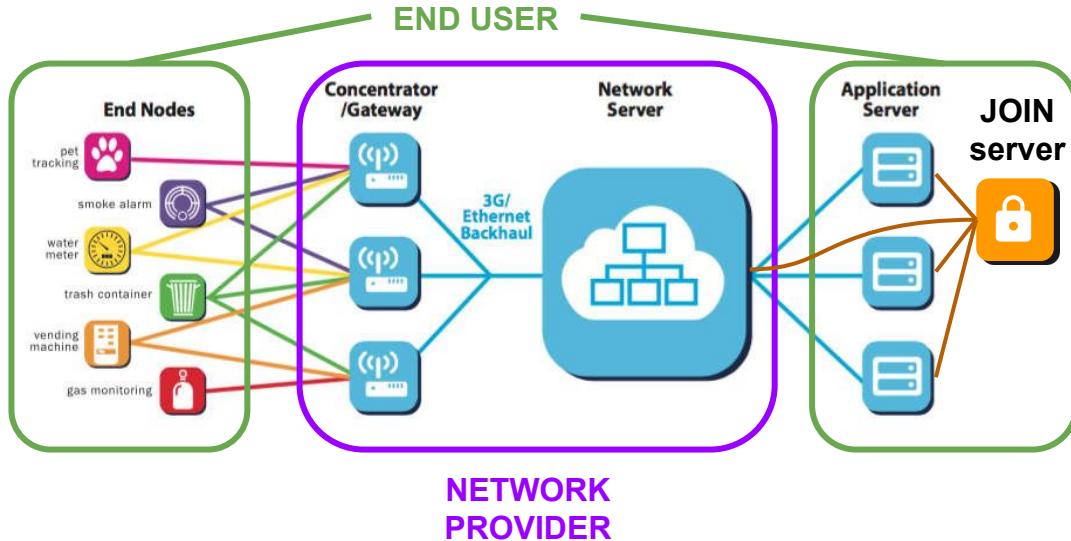 END USER
End Nodes
pet
tracking
smoke alarm
water
meter
trash container
vending
machine
gas monitoring
Concentrator
/Gateway
3G/
Ethernet
Backhaul
Network
Server
Application
Server
JOIN
server
NETWORK
PROVIDER